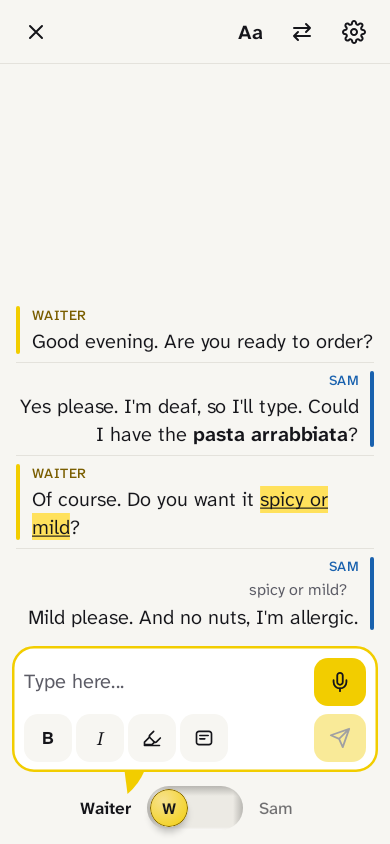 Aa
WAITER
Good evening. Are you ready to order?
SAM
Yes please. I'm deaf, so I'll type. Could
I have the pasta arrabbiata?
WAITER
Of course. Do you want it spicy or
mild?
SAM
spicy or mild?
Mild please. And no nuts, I'm allergic.
Type here...
B I
Waiter W Sam